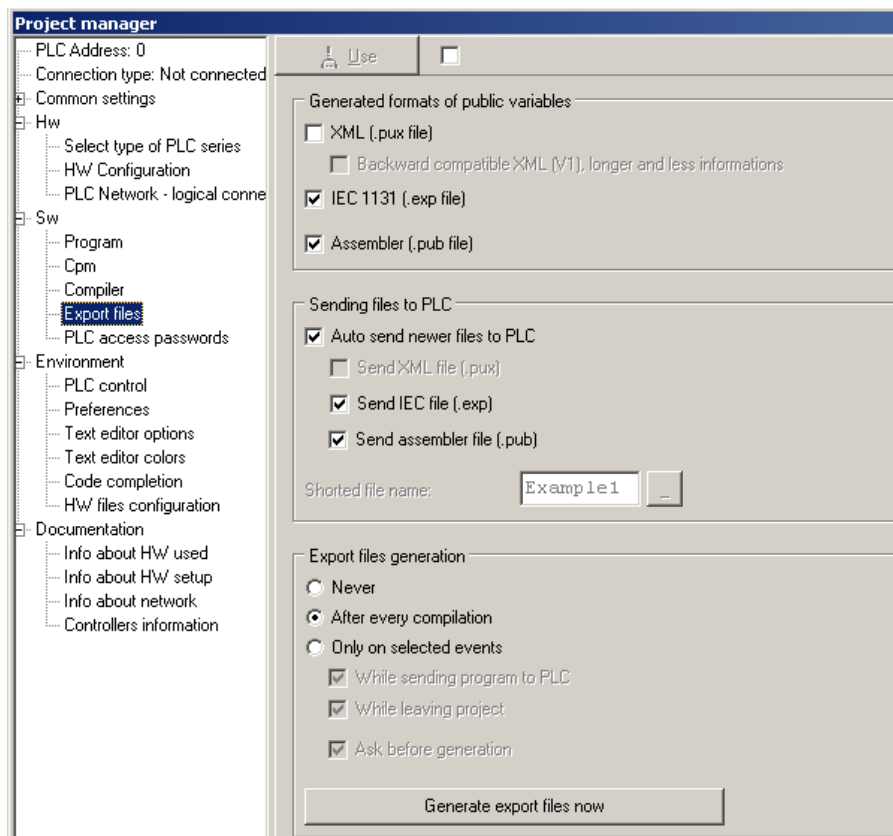 Project manager
PLC Address: 0
Connection type: Not connected
Common settings
Hw
Select type of PLC series
HW Configuration
PLC Network - logical conne
Sw
Program
Cpm
Compiler
Export files
PLC access passwords
Environment
PLC control
Preferences
Text editor options
Text editor colors
Code completion
HW files configuration
Documentation
Info about HW used
Info about HW setup
Info about network
Controllers information
Use
Generated formats of public variables
XML (.pux file)
Backward compatible XML (V1), longer and less informations
IEC 1131 (.exp file)
Assembler (.pub file)
Sending files to PLC
Auto send newer files to PLC
Send XML file (.pux)
Send IEC file (.exp)
Send assembler file (.pub)
Shorted file name: Example1 _
Export files generation
Never
After every compilation
Only on selected events
While sending program to PLC
While leaving project
Ask before generation
Generate export files now